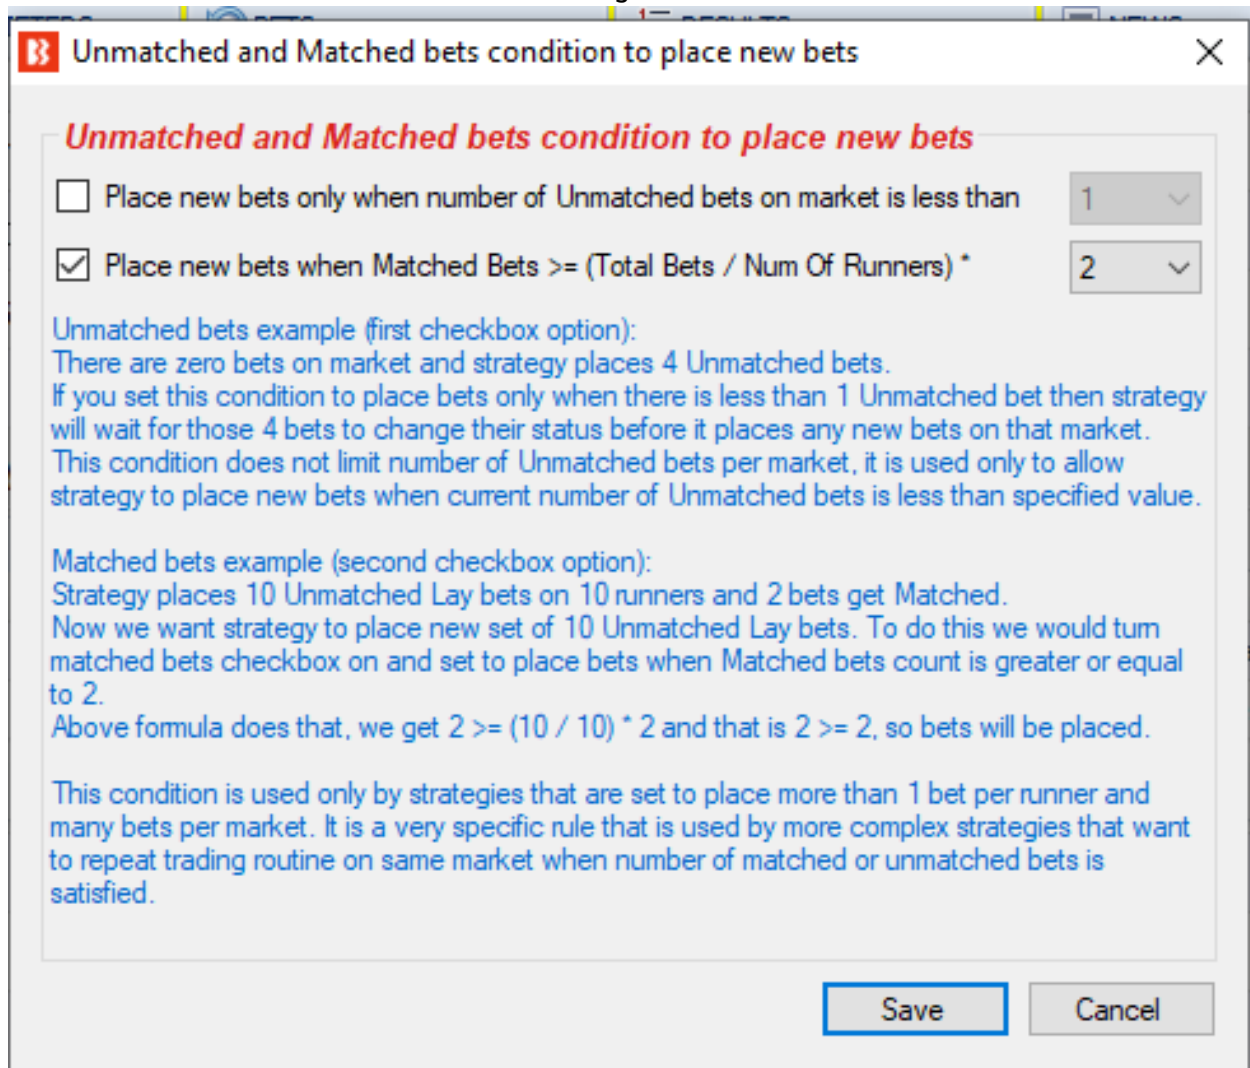 BETS
RESULTS
NEWS
Unmatched and Matched bets condition to place new bets
Unmatched and Matched bets condition to place new bets
Place new bets only when number of Unmatched bets on market is less than 1
Place new bets when Matched Bets >= (Total Bets / Num Of Runners) * 2
Unmatched bets example (first checkbox option):
There are zero bets on market and strategy places 4 Unmatched bets.
If you set this condition to place bets only when there is less than 1 Unmatched bet then strategy
will wait for those 4 bets to change their status before it places any new bets on that market.
This condition does not limit number of Unmatched bets per market, it is used only to allow
strategy to place new bets when current number of Unmatched bets is less than specified value.
Matched bets example (second checkbox option):
Strategy places 10 Unmatched Lay bets on 10 runners and 2 bets get Matched.
Now we want strategy to place new set of 10 Unmatched Lay bets. To do this we would turn
matched bets checkbox on and set to place bets when Matched bets count is greater or equal
to 2.
Above formula does that, we get 2 >= (10 / 10) * 2 and that is 2 >= 2, so bets will be placed.
This condition is used only by strategies that are set to place more than 1 bet per runner and
many bets per market. It is a very specific rule that is used by more complex strategies that want
to repeat trading routine on same market when number of matched or unmatched bets is
satisfied.
Save
Cancel